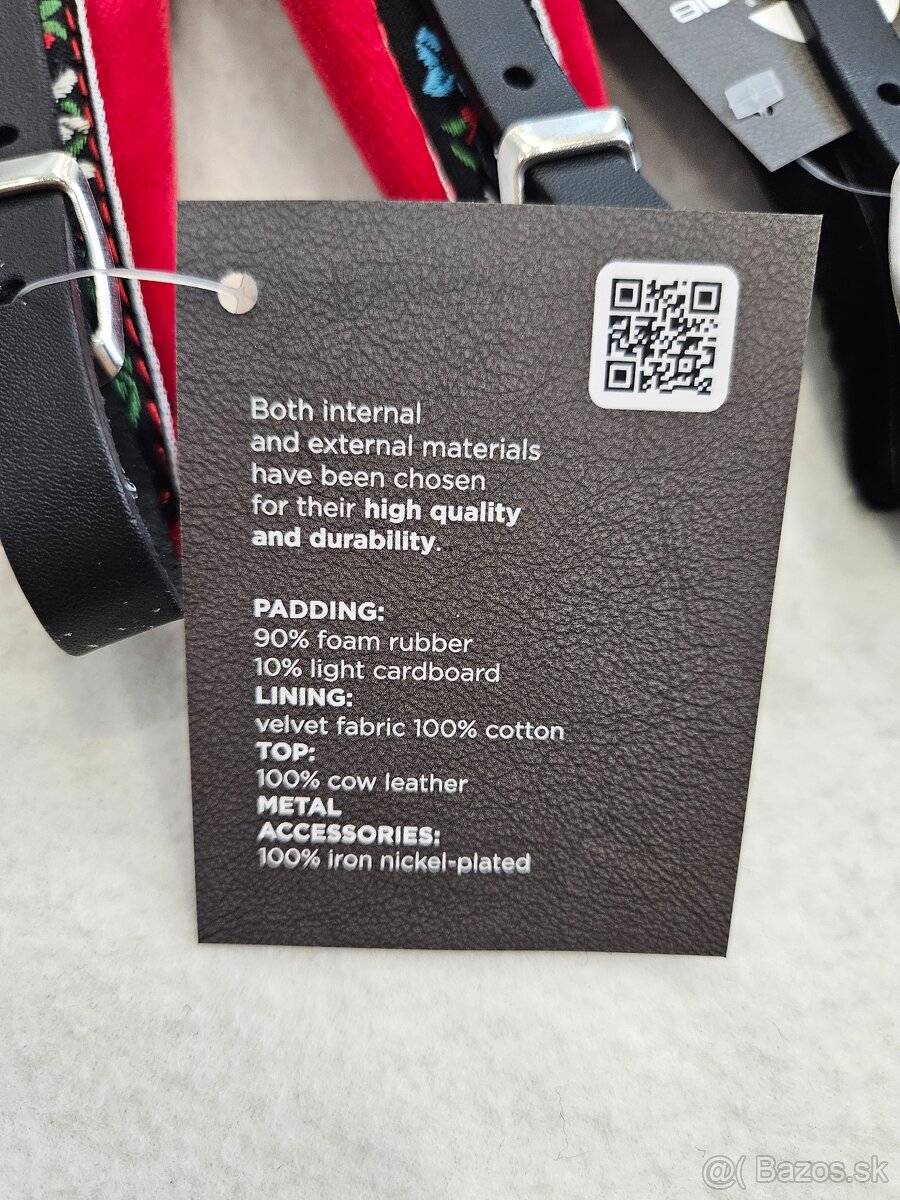 Both internal
and external materials
have been chosen
for their high quality
and durability.
PADDING:
90% foam rubber
10% light cardboard
LINING:
velvet fabric 100% cotton
TOP:
100% cow leather
METAL
ACCESSORIES:
100% iron nickel-plated
@( Bazos.sk